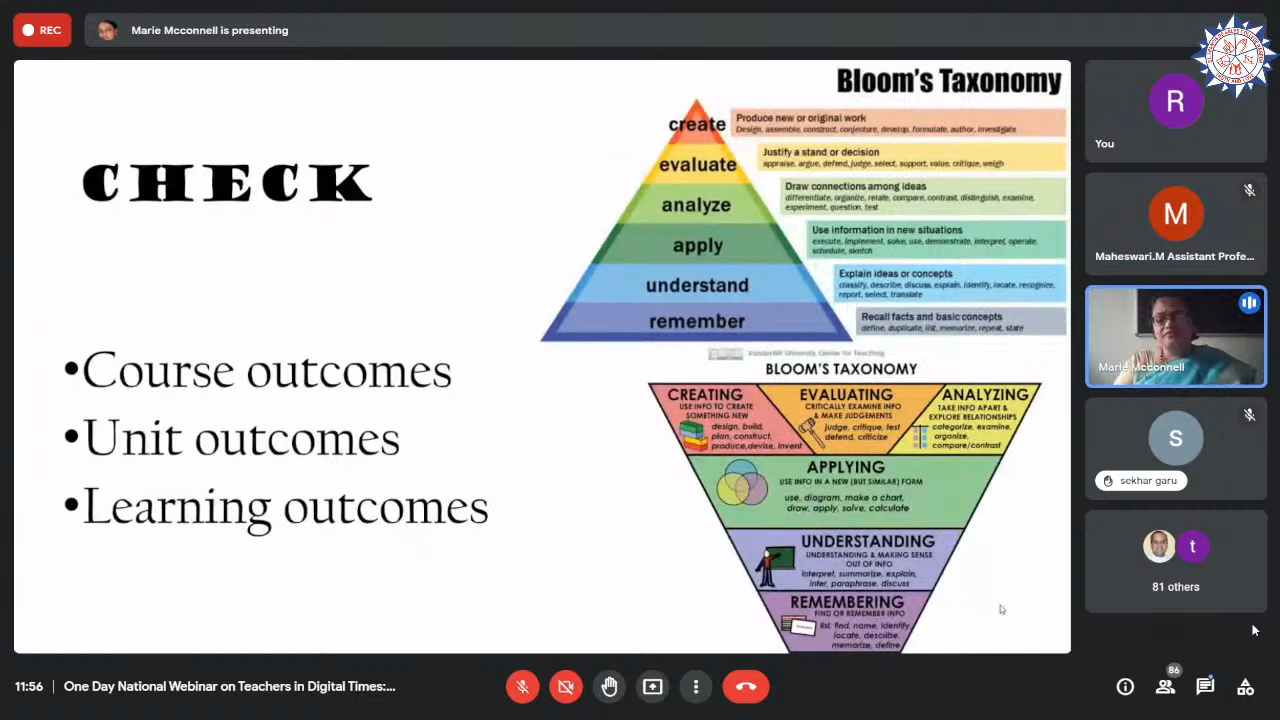 REC
Marie Mcconnell is presenting
CHECK
•Course outcomes
•Unit outcomes
•Learning outcomes
Bloom's Taxonomy
create
Produce new or original work
Design, assemble, construct, conjecture, develop, formulate, author, investigate
evaluate
Justify a stand or decision
appraise, argue, defend, judge, select, support, value, critique, weigh
analyze
Draw connections among ideas
differentiate, organize, relate, compare, contrast, distinguish, examine,
experiment, question, test
apply
Use information in new situations
execute, implement, solve, use, demonstrate, interpret, operate,
schedule, sketch
understand
Explain ideas or concepts
classify, describe, discuss, explain, identify, locate, recognize,
report, select, translate
remember
Recall facts and basic concepts
define, duplicate, list, memorize, repeat, state
Vanderbilt University Center for Teaching
BLOOM'S TAXONOMY
CREATING
USE INFO TO CREATE
SOMETHING NEW
design, build,
plan, construct,
produce,devise, invent
EVALUATING
CRITICALLY EXAMINE INFO
& MAKE JUDGEMENTS
judge, critique, test
defend, criticize
ANALYZING
TAKE INFO APART &
EXPLORE RELATIONSHIPS
categorize, examine,
organize,
compare/contrast
APPLYING
USE INFO IN A NEW (BUT SIMILAR) FORM
use, diagram, make a chart,
draw, apply, solve, calculate
UNDERSTANDING
UNDERSTANDING & MAKING SENSE
OUT OF INFO
interpret, summarize, explain,
infer, paraphrase, discuss
REMEMBERING
FIND OR REMEMBER INFO
list, find, name, identify
locate, describe,
memorize, define
R
You
M
Maheswari.M Assistant Profe...
Marie Mcconnell
S
sekhar garu
t
81 others
11:56
One Day National Webinar on Teachers in Digital Times:...
86